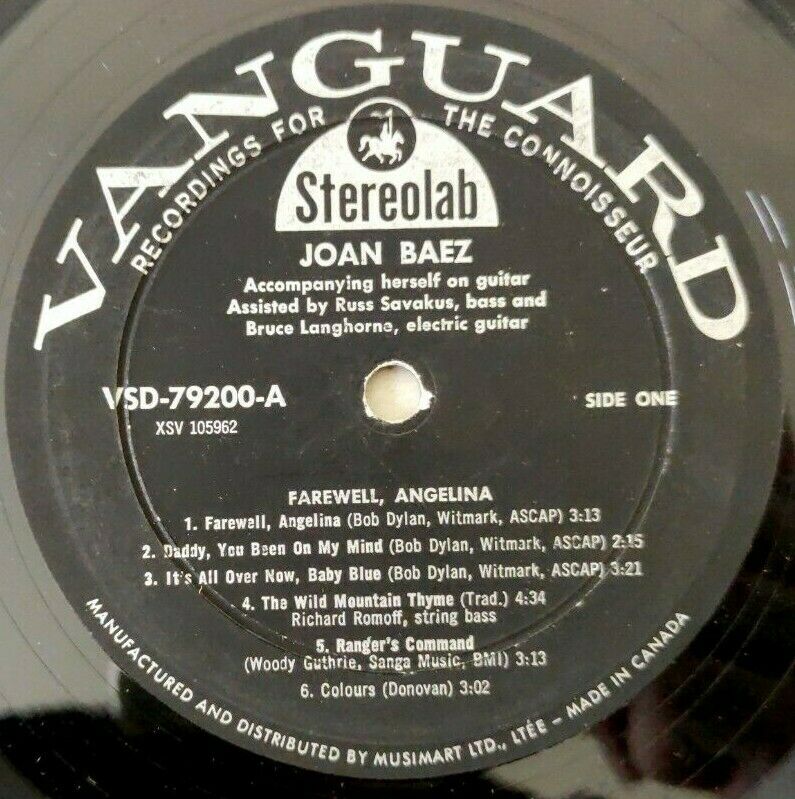 VANGUARD
RECORDINGS FOR THE CONNOISSEUR
Stereolab
JOAN BAEZ
Accompanying herself on guitar
Assisted by Russ Savakus, bass and
Bruce Langhorne, electric guitar
VSD-79200-A
SIDE ONE
XSV 105962
FAREWELL, ANGELINA
1. Farewell, Angelina (Bob Dylan, Witmark, ASCAP) 3:13
2. Daddy, You Been On My Mind (Bob Dylan, Witmark, ASCAP) 2:15
3. It's All Over Now, Baby Blue (Bob Dylan, Witmark, ASCAP) 3:21
4. The Wild Mountain Thyme (Trad.) 4:34
Richard Romoff, string bass
5. Ranger's Command
(Woody Guthrie, Sanga Music, BMI) 3:13
6. Colours (Donovan) 3:02
MANUFACTURED AND DISTRIBUTED BY MUSIMART LTD., LTÉE – MADE IN CANADA